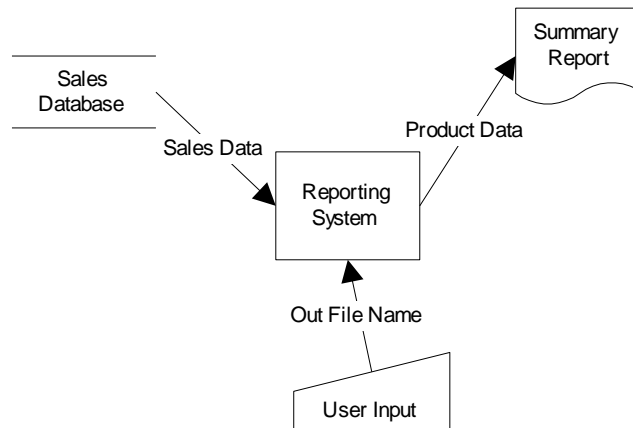 Summary
Report
Sales
Database
Product Data
Sales Data
Reporting
System
Out File Name
User Input